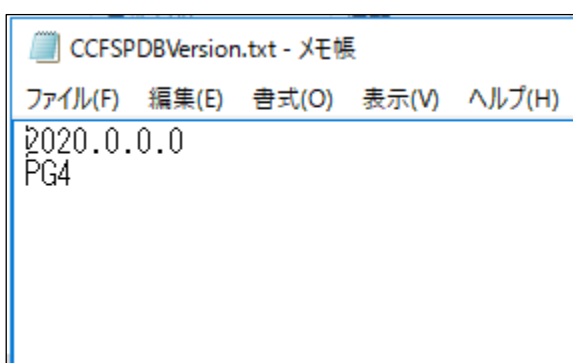 CCFSPDBVersion.txt - メモ帳
ファイル(F) 編集(E) 書式(O) 表示(V) ヘルプ(H)
2020.0.0.0
PG4